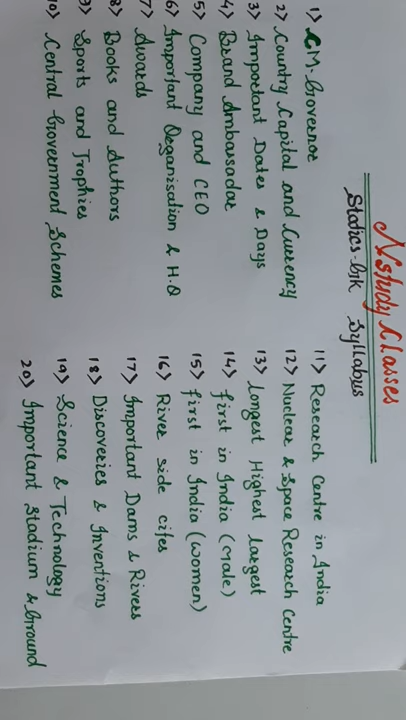 Nstudy Classes
Statics-GK Syllabus
1) CM-Governor
2) Country Capital and Currency
3) Important Dates & Days
4) Brand Ambassador
5) Company and CEO
6) Important Organisation & H.Q
7) Awards
8) Books and Authors
9) Sports and Trophies
10) Central Government Schemes
11) Research Centre in India
12) Nuclear & Space Research Centre
13) Longest Highest Largest
14) first in India (Male)
15) first in India (women)
16) River side cites
17) Important Dams & Rivers
18) Discoveries & Inventions
19) Science & Technology
20) Important Stadium & Ground